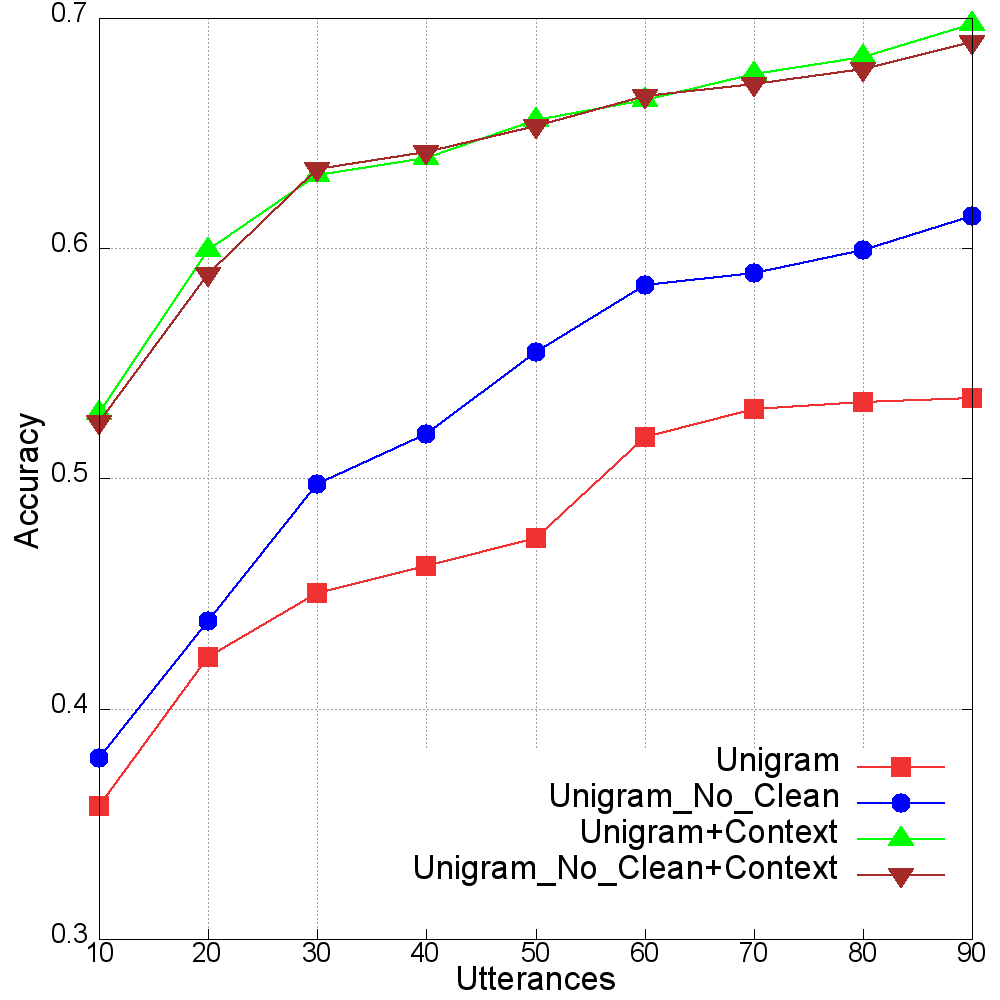 0.7
0.6
0.5
0.4
0.3
Accuracy
Unigram
Unigram_No_Clean
Unigram+Context
Unigram_No_Clean+Context
10 20 30 40 50 60 70 80 90
Utterances